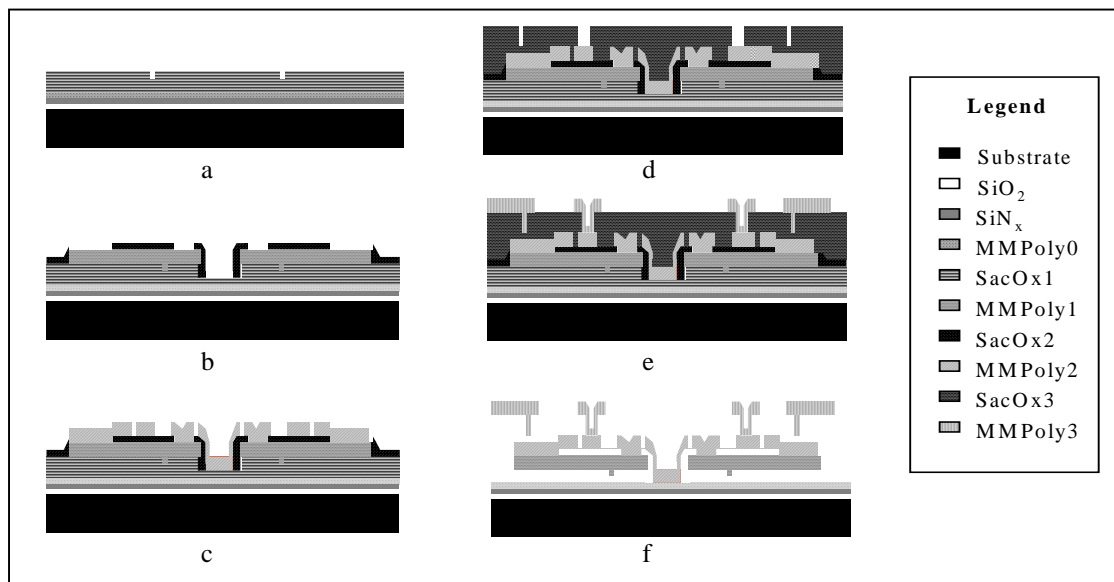 a
b
c
d
e
f
Legend
Substrate
SiO2
SiNx
MMPoly0
SacOx1
MMPoly1
SacOx2
MMPoly2
SacOx3
MMPoly3